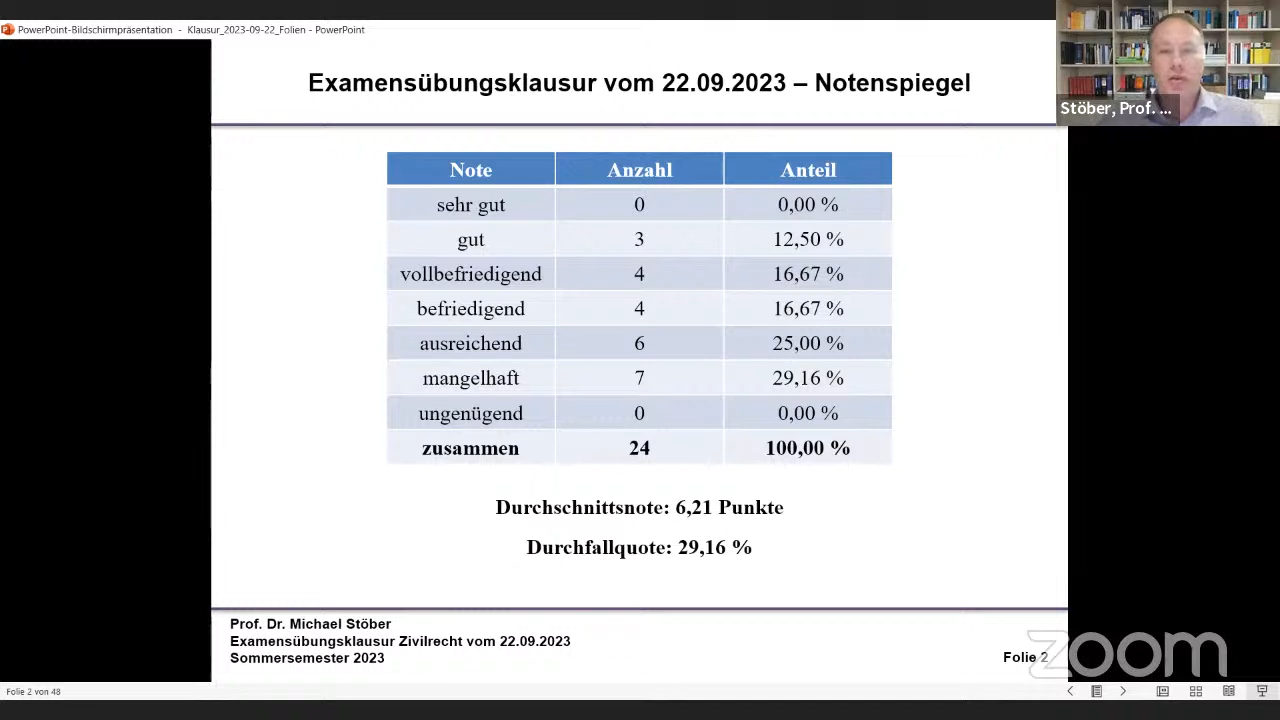 PowerPoint-Bildschirmpräsentation - Klausur_2023-09-22_Folien - PowerPoint
Stöber, Prof. ...
Examensübungsklausur vom 22.09.2023 – Notenspiegel
Note Anzahl Anteil
sehr gut 0 0,00 %
gut 3 12,50 %
vollbefriedigend 4 16,67 %
befriedigend 4 16,67 %
ausreichend 6 25,00 %
mangelhaft 7 29,16 %
ungenügend 0 0,00 %
zusammen 24 100,00 %
Durchschnittsnote: 6,21 Punkte
Durchfallquote: 29,16 %
Prof. Dr. Michael Stöber
Examensübungsklausur Zivilrecht vom 22.09.2023
Sommersemester 2023
Folie 2
zoom
Folie 2 von 48